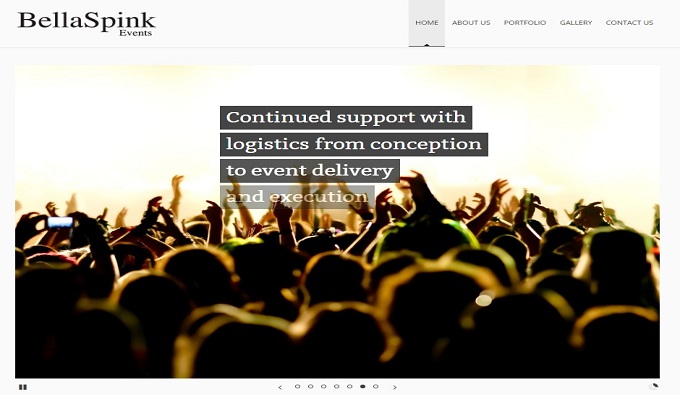 BellaSpink
Events
HOME ABOUT US PORTFOLIO GALLERY CONTACT US
Continued support with
logistics from conception
to event delivery
and execution